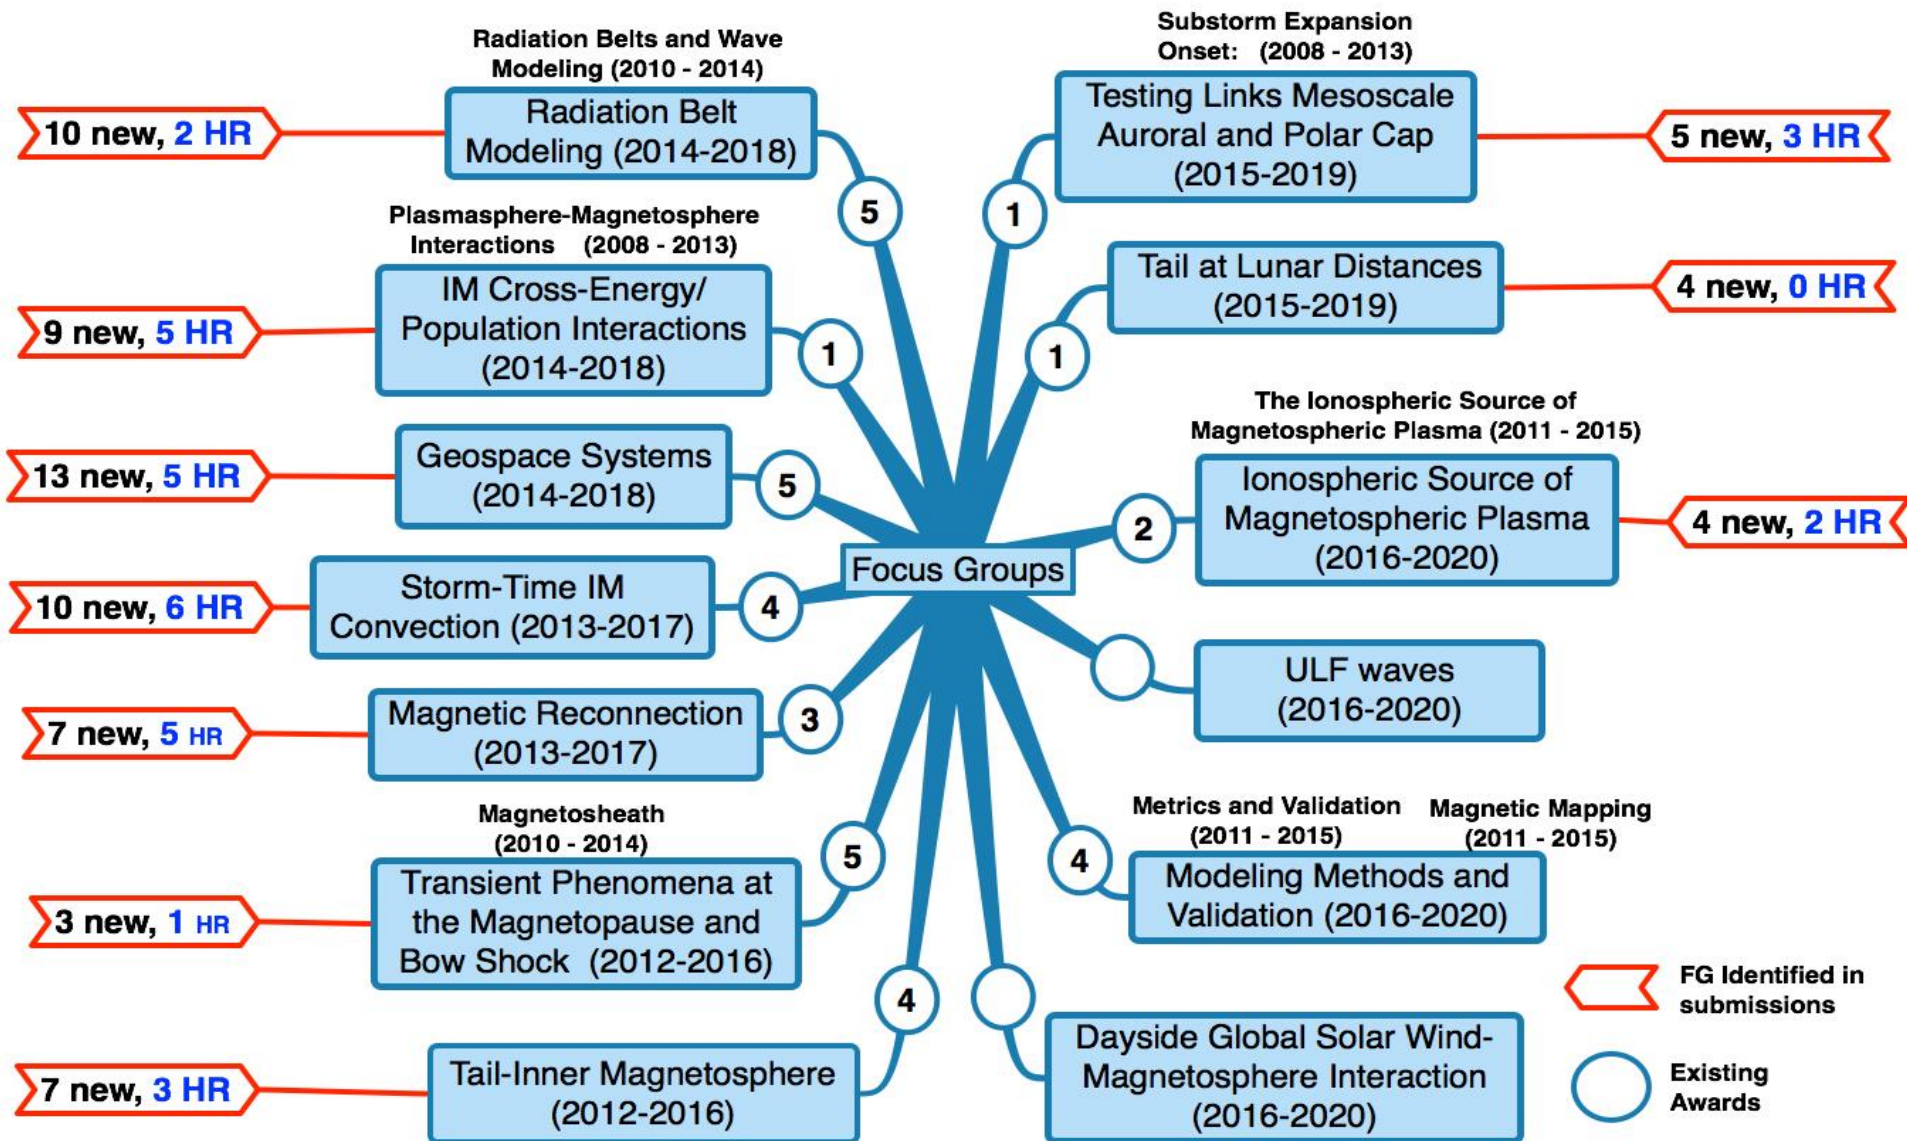 Radiation Belts and Wave
Modeling (2010 - 2014)
10 new, 2 HR
Radiation Belt
Modeling (2014-2018)
5
Plasmasphere-Magnetosphere
Interactions (2008 - 2013)
9 new, 5 HR
IM Cross-Energy/
Population Interactions
(2014-2018)
1
13 new, 5 HR
Geospace Systems
(2014-2018)
5
10 new, 6 HR
Storm-Time IM
Convection (2013-2017)
4
7 new, 5 HR
Magnetic Reconnection
(2013-2017)
3
Magnetosheath
(2010 - 2014)
3 new, 1 HR
Transient Phenomena at
the Magnetopause and
Bow Shock (2012-2016)
5
7 new, 3 HR
Tail-Inner Magnetosphere
(2012-2016)
4
Focus Groups
Substorm Expansion
Onset: (2008 - 2013)
1
Testing Links Mesoscale
Auroral and Polar Cap
(2015-2019)
5 new, 3 HR
1
Tail at Lunar Distances
(2015-2019)
4 new, 0 HR
The Ionospheric Source of
Magnetospheric Plasma (2011 - 2015)
2
Ionospheric Source of
Magnetospheric Plasma
(2016-2020)
4 new, 2 HR
ULF waves
(2016-2020)
Metrics and Validation
(2011 - 2015)
Magnetic Mapping
(2011 - 2015)
4
Modeling Methods and
Validation (2016-2020)
Dayside Global Solar Wind-
Magnetosphere Interaction
(2016-2020)
FG Identified in
submissions
Existing
Awards